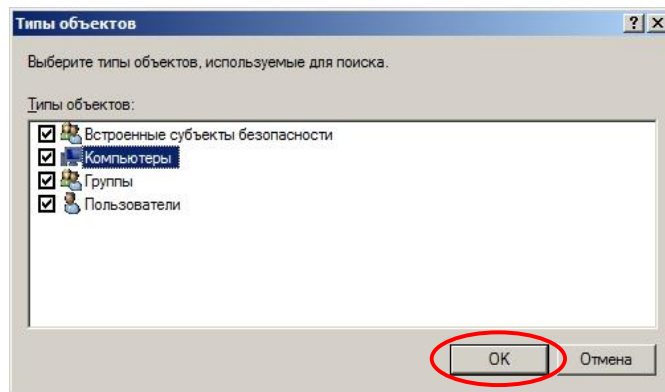 Типы объектов
Выберите типы объектов, используемые для поиска.
Типы объектов:
Встроенные субъекты безопасности
Компьютеры
Группы
Пользователи
OK
Отмена